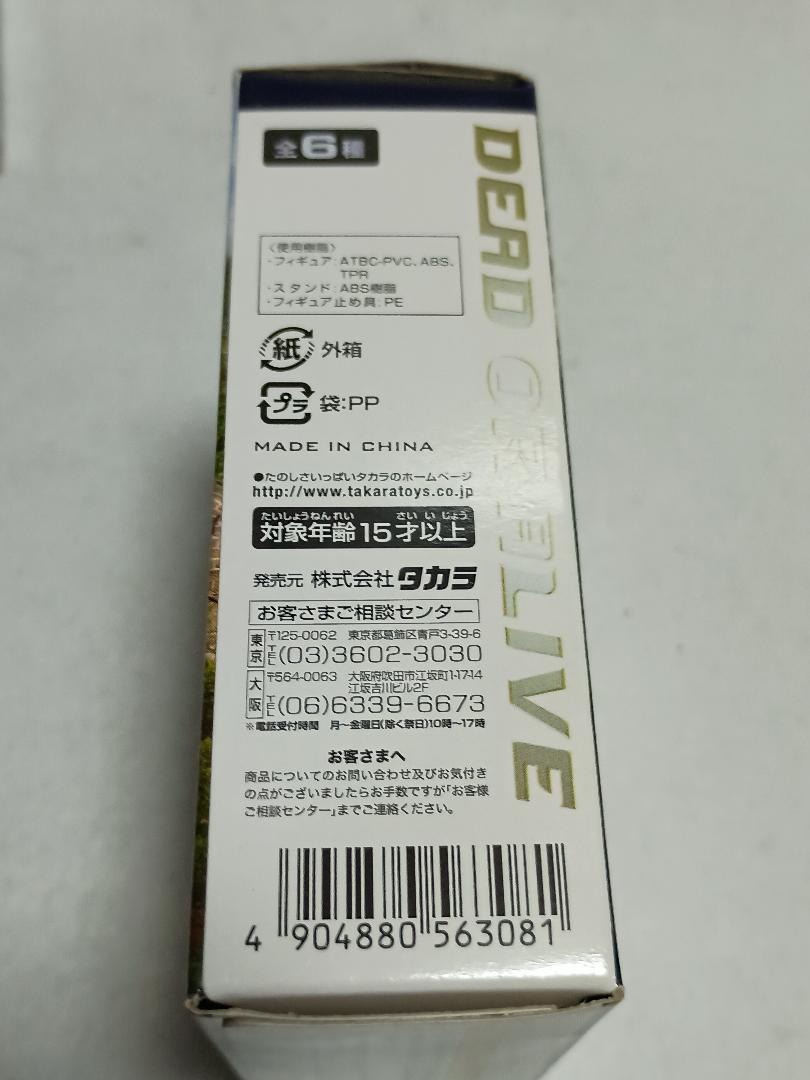 全6種
DEAD OR ALIVE
〈使用樹脂〉
・フィギュア:ATBC-PVC、ABS、
TPR
・スタンド:ABS樹脂
・フィギュア止め具:PE
紙 外箱
プラ 袋:PP
MADE IN CHINA
●たのしさいっぱいタカラのホームページ
http://www.takaratoys.co.jp
たいしょうねんれい さいいじょう
対象年齢15才以上
発売元 株式会社タカラ
お客さまご相談センター
東京 〒125-0062 東京都葛飾区青戸3-39-6
TEL(03)3602-3030
大阪 〒564-0063 大阪府吹田市江坂町1-17-14
江坂吉川ビル2F
TEL(06)6339-6673
※電話受付時間 月〜金曜日(除く祭日)10時〜17時
お客さまへ
商品についてのお問い合わせ及びお気付き
の点がございましたらお手数ですが「お客様
ご相談センター」までご連絡ください。
4 904880 563081